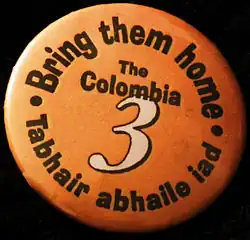 • Bring them home •
The
Colombia
3
Tabhair abhaile iad